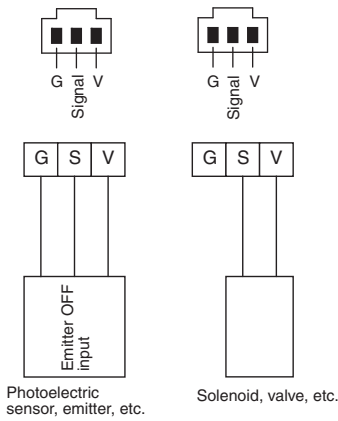 G Signal V
G Signal V
G S V
G S V
Emitter OFF
input
Photoelectric
sensor, emitter, etc.
Solenoid, valve, etc.